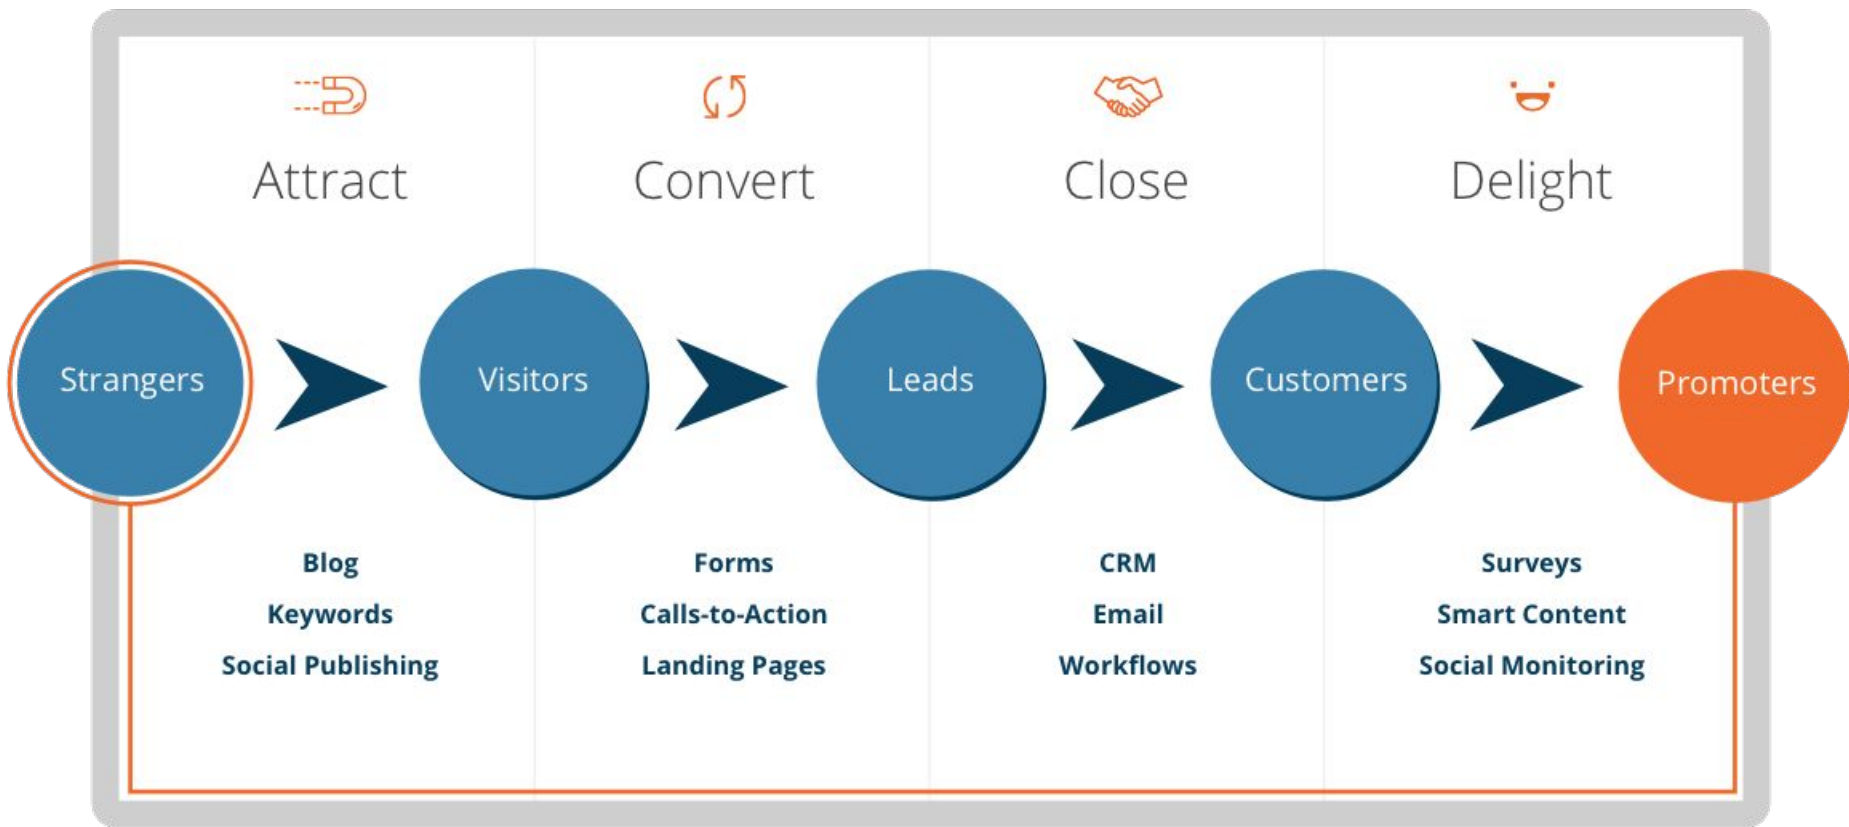 Attract
Convert
Close
Delight
Strangers
Visitors
Leads
Customers
Promoters
Blog
Keywords
Social Publishing
Forms
Calls-to-Action
Landing Pages
CRM
Email
Workflows
Surveys
Smart Content
Social Monitoring